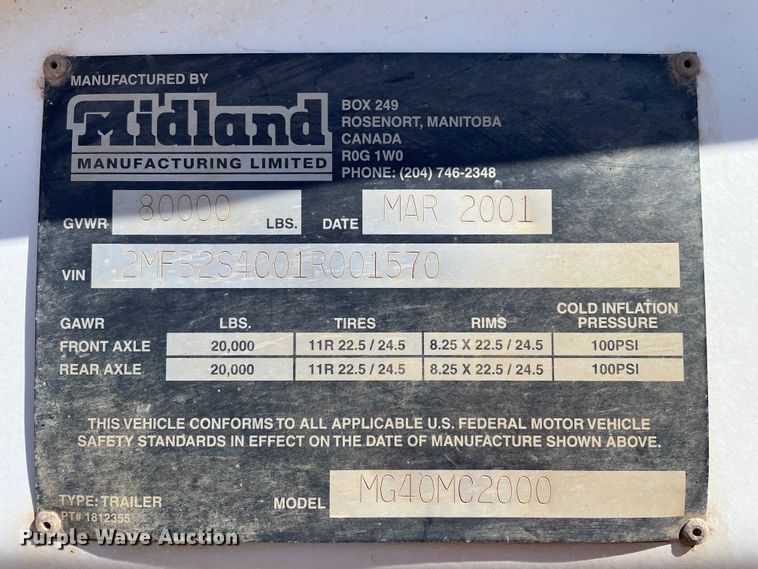 MANUFACTURED BY
Midland
MANUFACTURING LIMITED
BOX 249
ROSENORT, MANITOBA
CANADA
R0G 1W0
PHONE: (204) 746-2348
GVWR 80000 LBS. DATE MAR 2001
VIN 2MFB2S4C01R001570
GAWR LBS. TIRES RIMS COLD INFLATION PRESSURE
FRONT AXLE 20,000 11R 22.5 / 24.5 8.25 X 22.5 / 24.5 100PSI
REAR AXLE 20,000 11R 22.5 / 24.5 8.25 X 22.5 / 24.5 100PSI
THIS VEHICLE CONFORMS TO ALL APPLICABLE U.S. FEDERAL MOTOR VEHICLE
SAFETY STANDARDS IN EFFECT ON THE DATE OF MANUFACTURE SHOWN ABOVE.
TYPE: TRAILER MODEL MG40MC2000
PT# 1812355
Purple Wave Auction